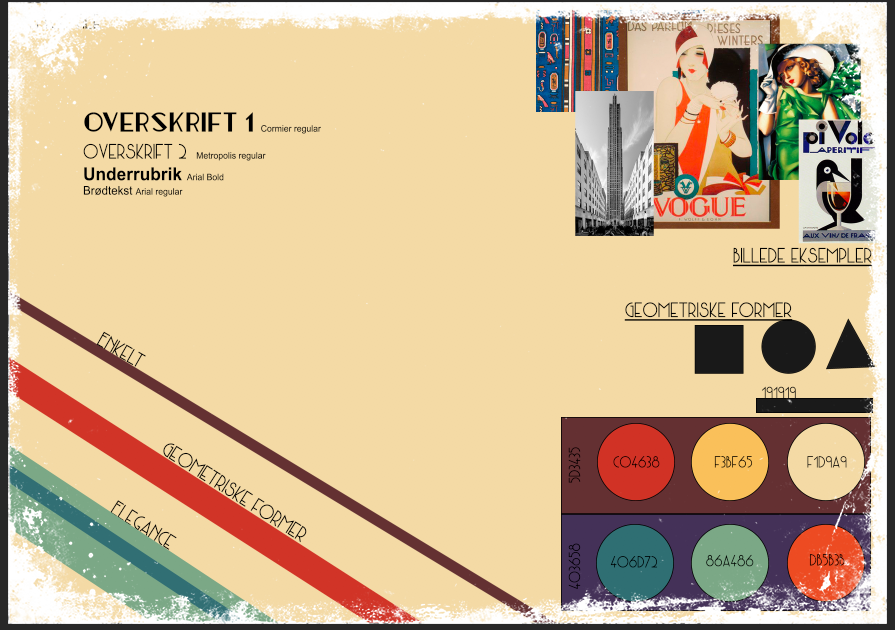 OVERSKRIFT 1 Cormier regular
OVERSKRIFT 2 Metropolis regular
Underrubrik Arial Bold
Brødtekst Arial regular
DAS PARFUM DIESES
WINTERS
VOGUE
pi Volo
APERITIF
AUX VINS DE FRAN
BILLEDE EKSEMPLER
GEOMETRISKE FORMER
191919
5D3435
C04638
F3BF65
F1D9A9
403658
406D72
86A486
DB5B3B
ENKELT
GEOMETRISKE FORMER
ELEGANCE